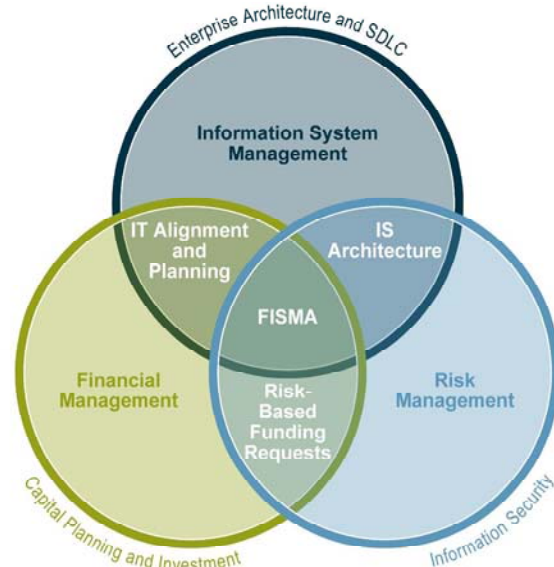 Enterprise Architecture and SDLC
Information System
Management
IT Alignment
and
Planning
IS
Architecture
FISMA
Financial
Management
Risk-
Based
Funding
Requests
Risk
Management
Capital Planning and Investment
Information Security